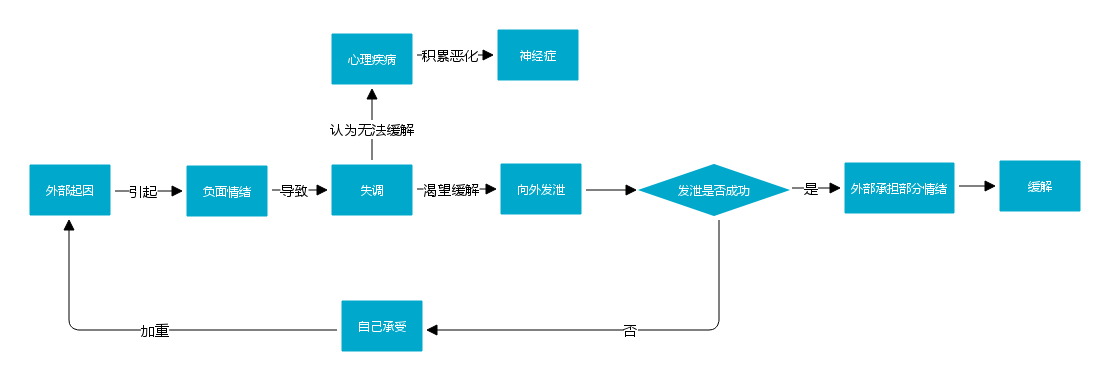 心理疾病
积累恶化
神经症
认为无法缓解
外部起因
引起
负面情绪
导致
失调
渴望缓解
向外发泄
发泄是否成功
是
外部承担部分情绪
缓解
加重
自己承受
否